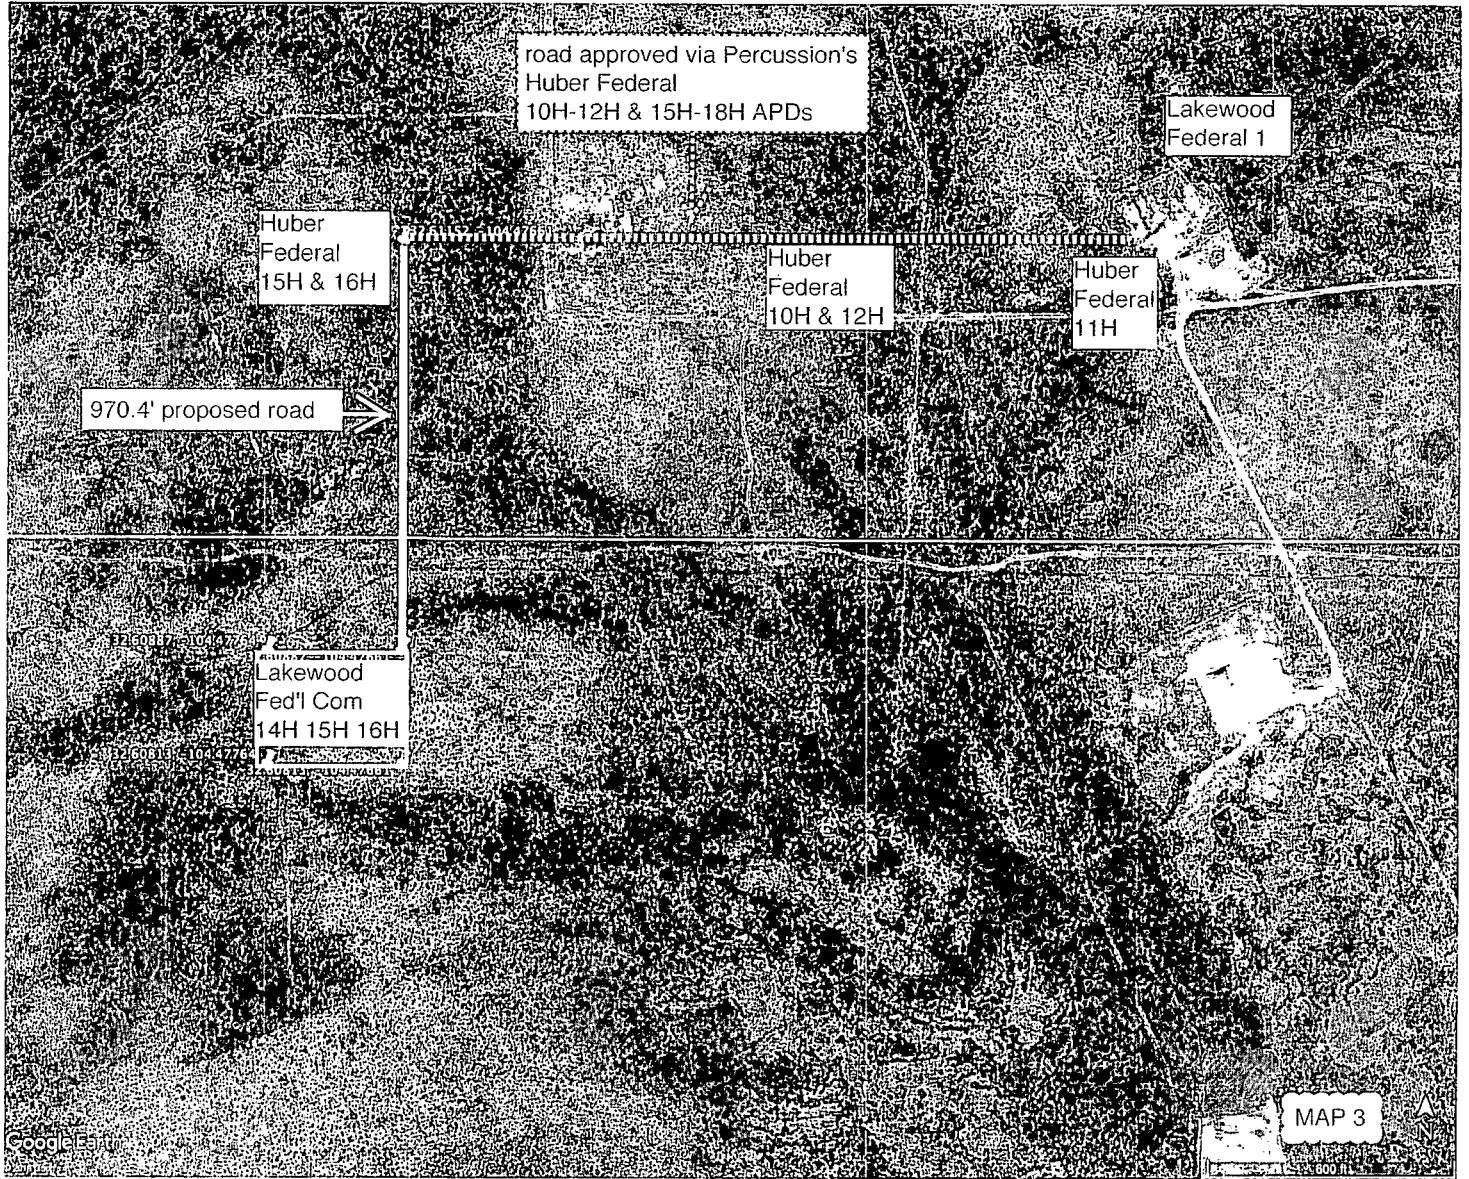 road approved via Percussion's
Huber Federal
10H-12H & 15H-18H APDs
Lakewood
Federal 1
Huber
Federal
15H & 16H
Huber
Federal
10H & 12H
Huber
Federal
11H
970.4' proposed road
Lakewood
Fed'l Com
14H 15H 16H
MAP 3
N
Google Earth
600 ft